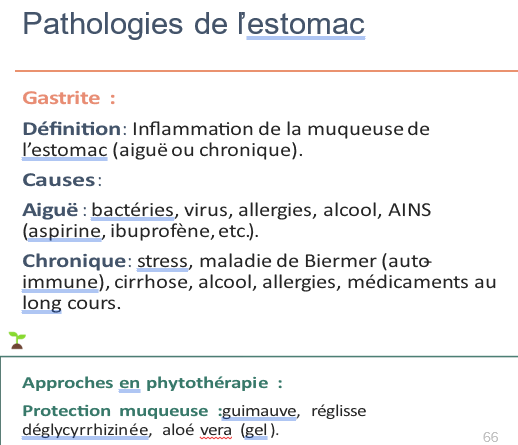 Pathologies de l'estomac
Gastrite :
Définition: Inflammation de la muqueuse de
l'estomac (aiguë ou chronique).
Causes:
Aiguë : bactéries, virus, allergies, alcool, AINS
(aspirine, ibuprofène, etc.).
Chronique: stress, maladie de Biermer (auto-
immune), cirrhose, alcool, allergies, médicaments au
long cours.
Approches en phytothérapie :
Protection muqueuse :guimauve, réglisse
déglycyrrhizinée, aloé vera (gel).
66